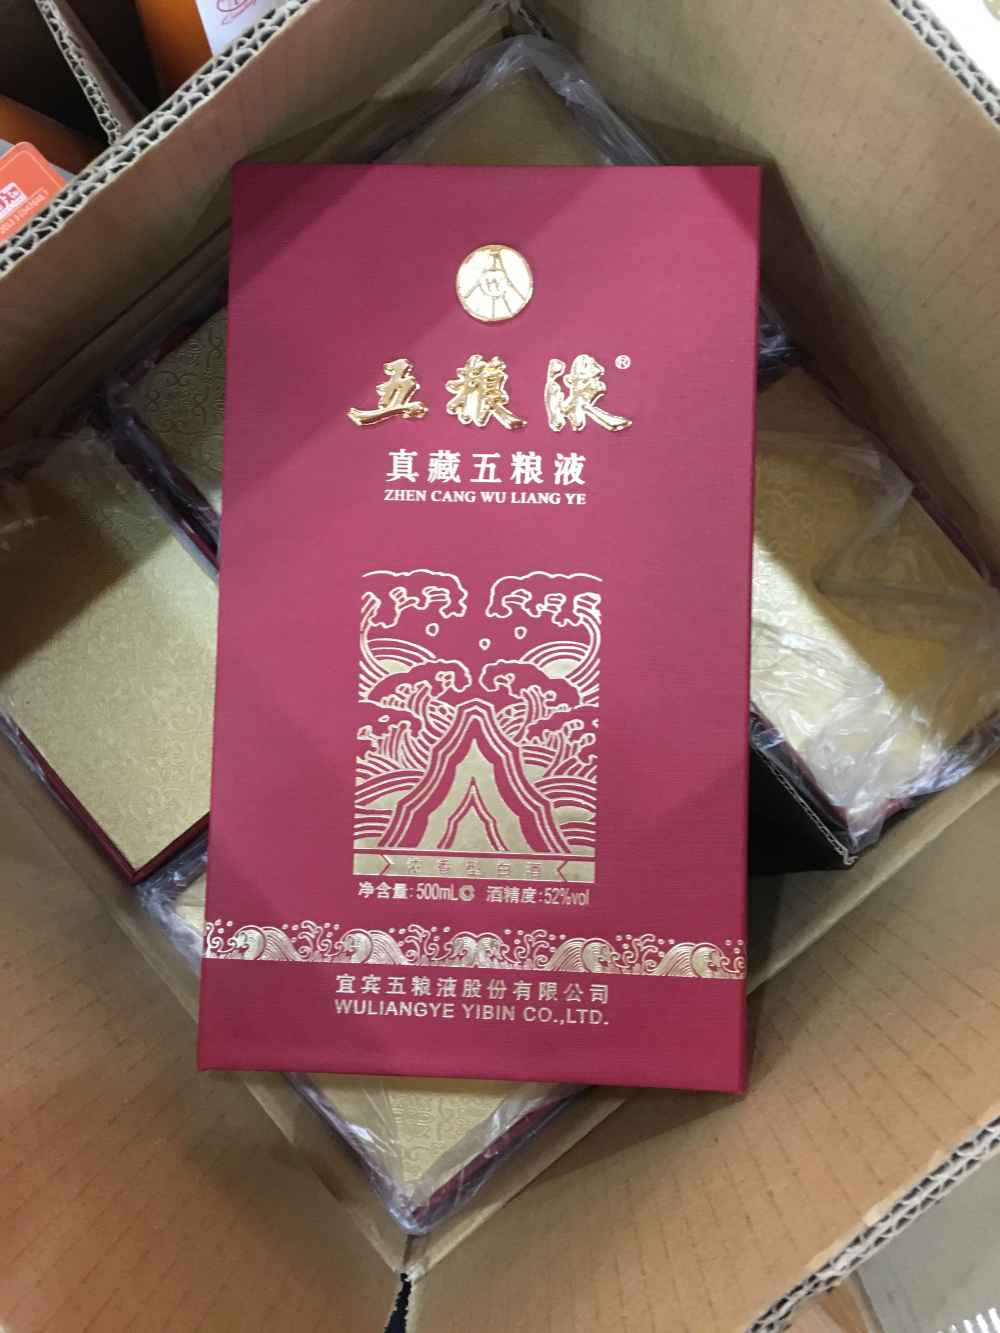 五粮液®
真藏五粮液
ZHEN CANG WU LIANG YE
浓香型白酒
净含量:500mL 酒精度:52%vol
宜宾五粮液股份有限公司
WULIANGYE YIBIN CO.,LTD.